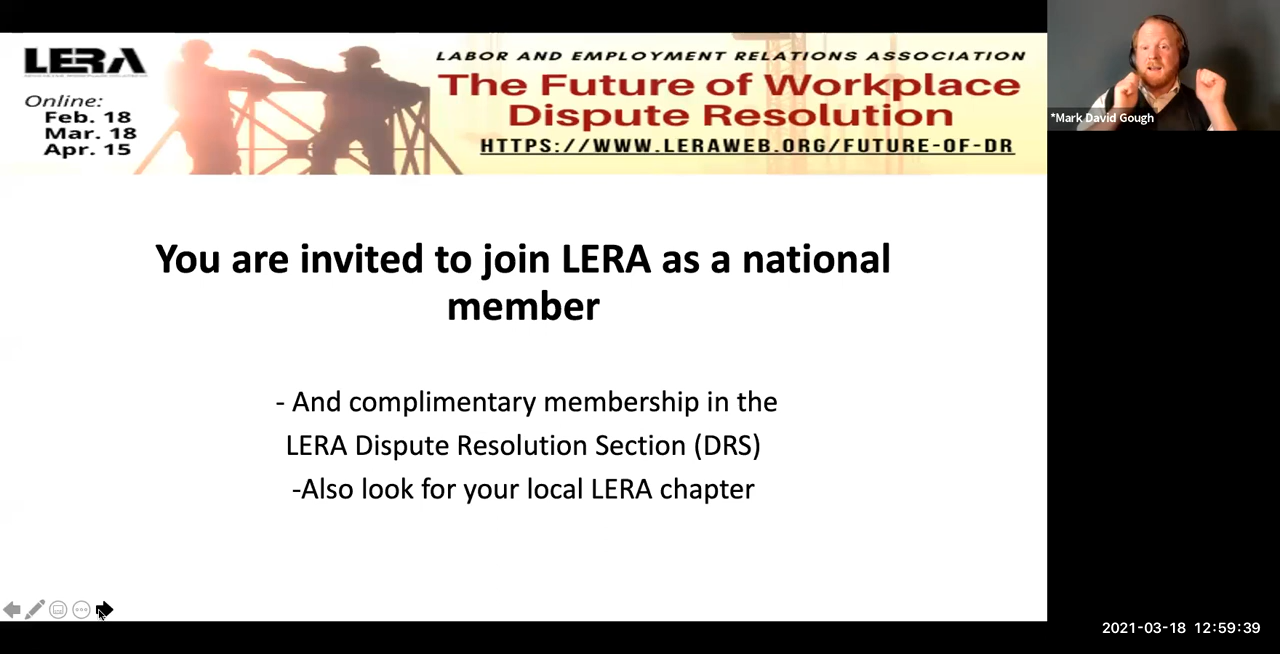 LERA
Online:
Feb. 18
Mar. 18
Apr. 15
LABOR AND EMPLOYMENT RELATIONS ASSOCIATION
The Future of Workplace
Dispute Resolution
HTTPS://WWW.LERAWEB.ORG/FUTURE-OF-DR
*Mark David Gough
You are invited to join LERA as a national
member
- And complimentary membership in the
LERA Dispute Resolution Section (DRS)
-Also look for your local LERA chapter
2021-03-18 12:59:39